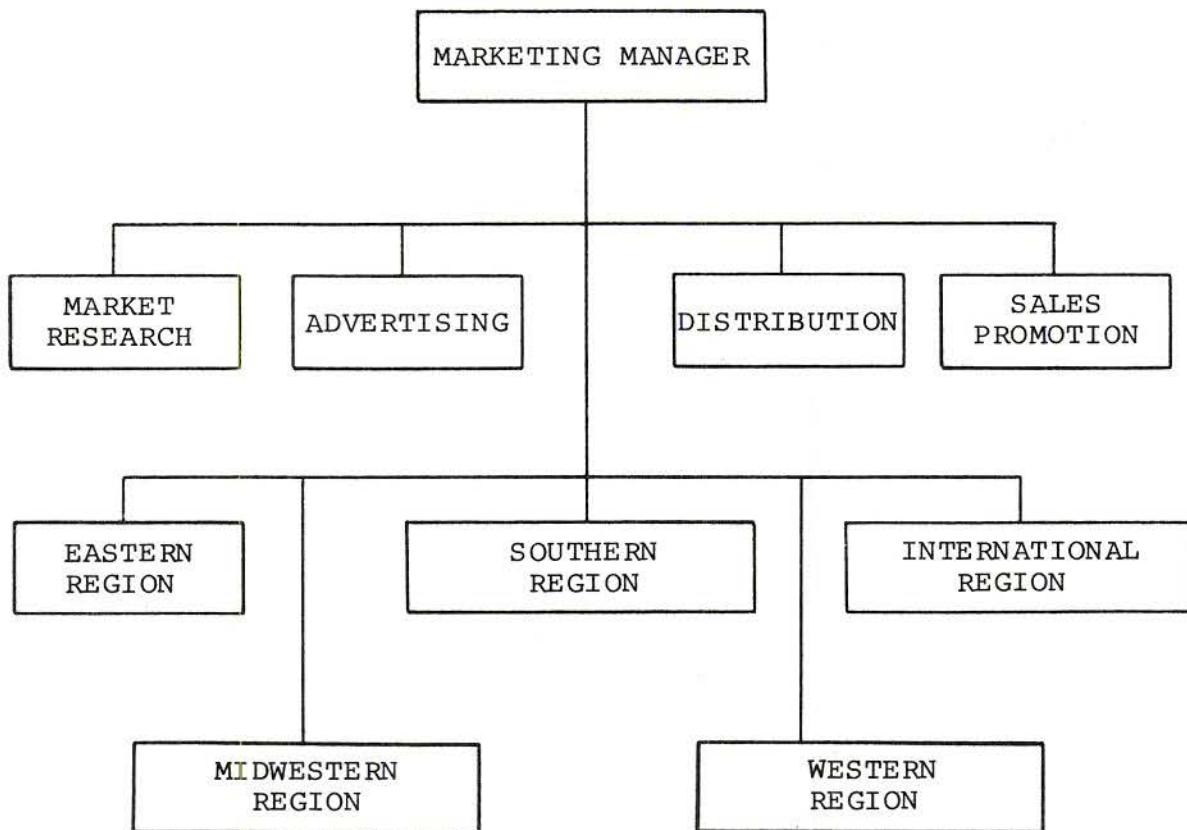 MARKETING MANAGER
MARKET
RESEARCH
ADVERTISING
DISTRIBUTION
SALES
PROMOTION
EASTERN
REGION
SOUTHERN
REGION
INTERNATIONAL
REGION
MIDWESTERN
REGION
WESTERN
REGION